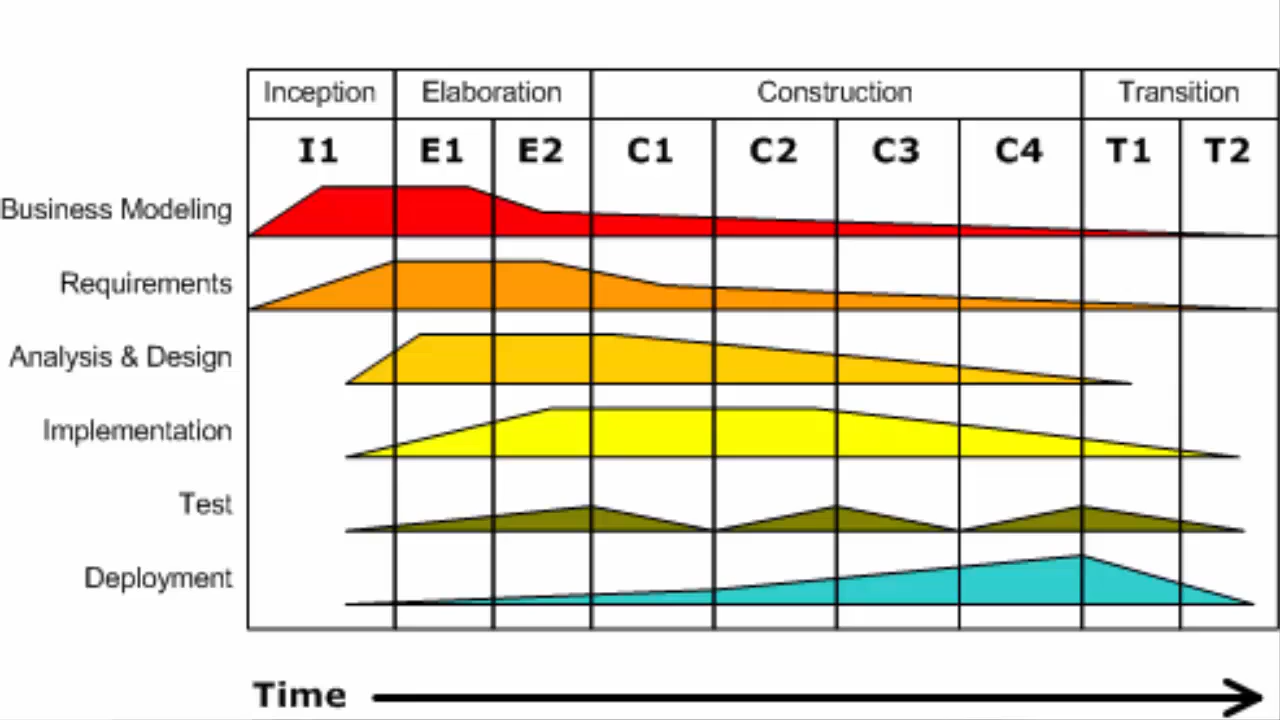 Inception Elaboration Construction Transition
I1 E1 E2 C1 C2 C3 C4 T1 T2
Business Modeling
Requirements
Analysis & Design
Implementation
Test
Deployment
Time